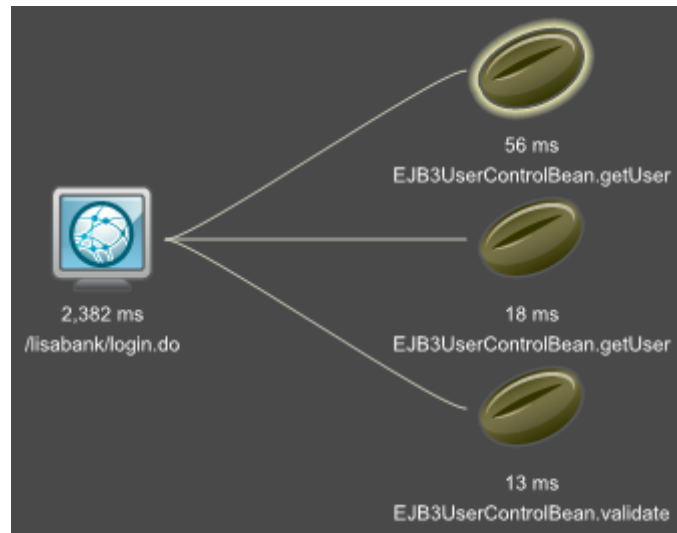 56 ms
EJB3UserControlBean.getUser
2,382 ms
/lisabank/login.do
18 ms
EJB3UserControlBean.getUser
13 ms
EJB3UserControlBean.validate